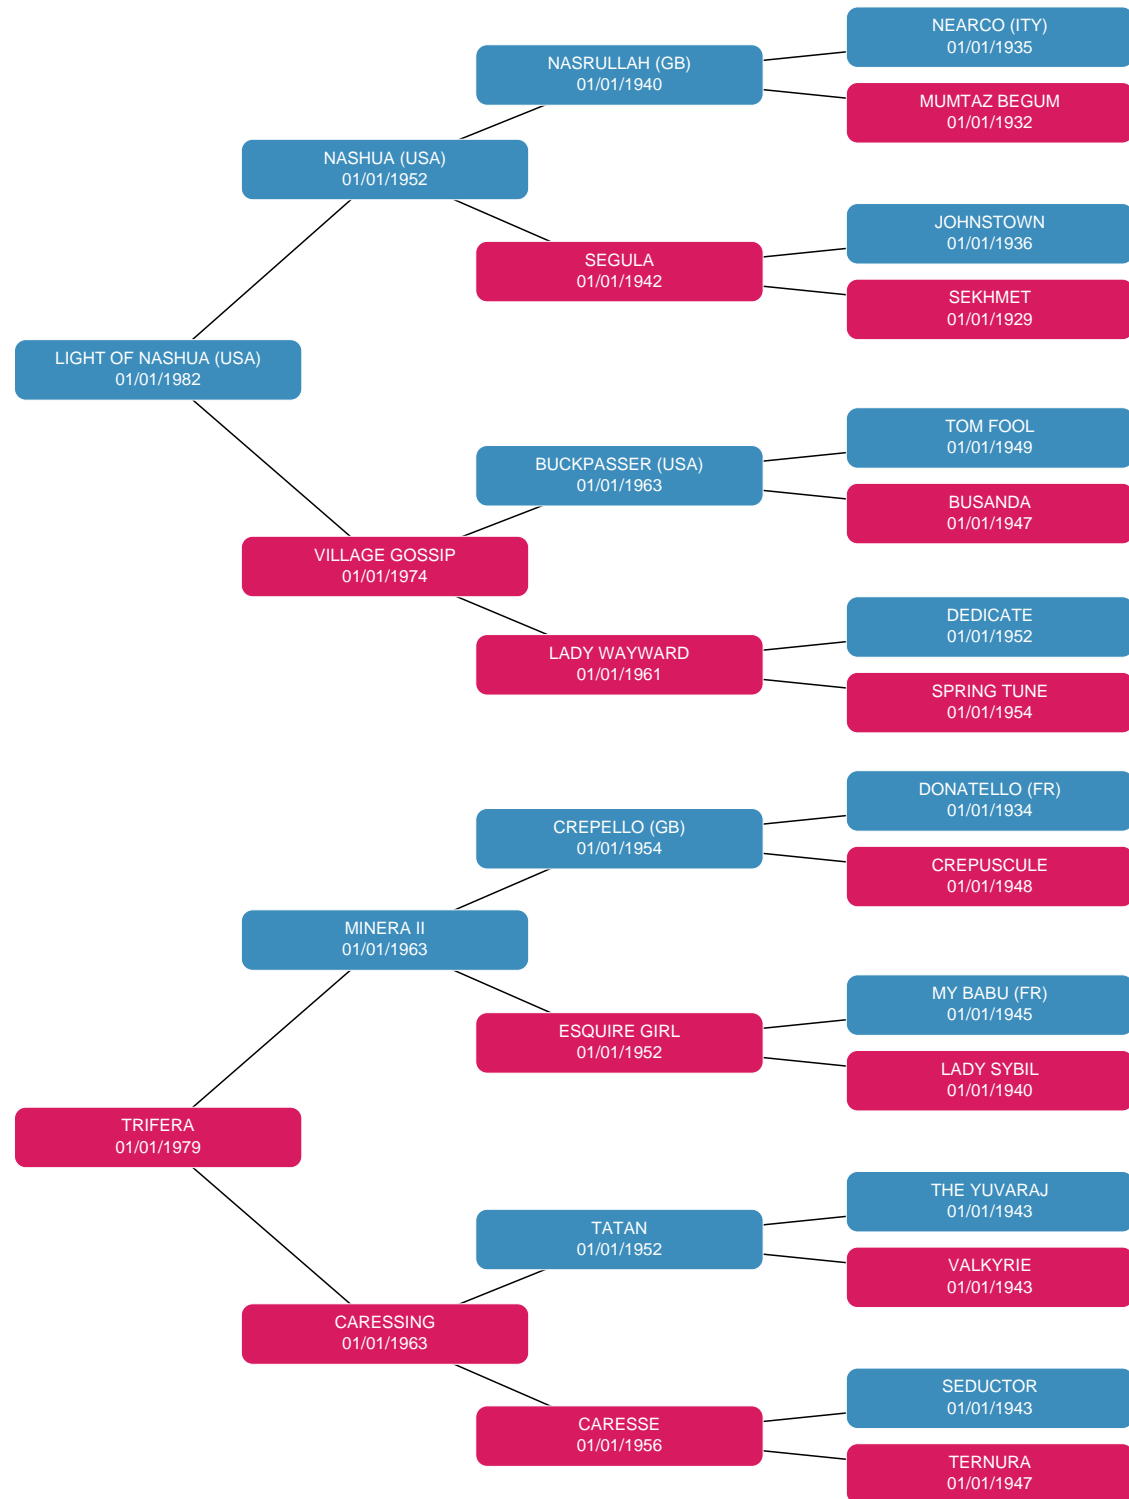 NEARCO (ITY)
01/01/1935
NASRULLAH (GB)
01/01/1940
MUMTAZ BEGUM
01/01/1932
NASHUA (USA)
01/01/1952
JOHNSTOWN
01/01/1936
SEGULA
01/01/1942
SEKHMET
01/01/1929
LIGHT OF NASHUA (USA)
01/01/1982
TOM FOOL
01/01/1949
BUCKPASSER (USA)
01/01/1963
BUSANDA
01/01/1947
VILLAGE GOSSIP
01/01/1974
DEDICATE
01/01/1952
LADY WAYWARD
01/01/1961
SPRING TUNE
01/01/1954
DONATELLO (FR)
01/01/1934
CREPELLO (GB)
01/01/1954
CREPUSCULE
01/01/1948
MINERA II
01/01/1963
MY BABU (FR)
01/01/1945
ESQUIRE GIRL
01/01/1952
LADY SYBIL
01/01/1940
TRIFERA
01/01/1979
THE YUVARAJ
01/01/1943
TATAN
01/01/1952
VALKYRIE
01/01/1943
CARESSING
01/01/1963
SEDUCTOR
01/01/1943
CARESSE
01/01/1956
TERNURA
01/01/1947